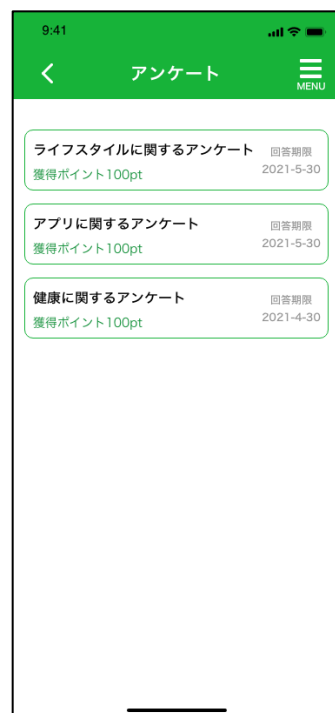 9:41
アンケート
MENU
ライフスタイルに関するアンケート
回答期限
獲得ポイント100pt
2021-5-30
アプリに関するアンケート
回答期限
獲得ポイント100pt
2021-5-30
健康に関するアンケート
回答期限
獲得ポイント100pt
2021-4-30